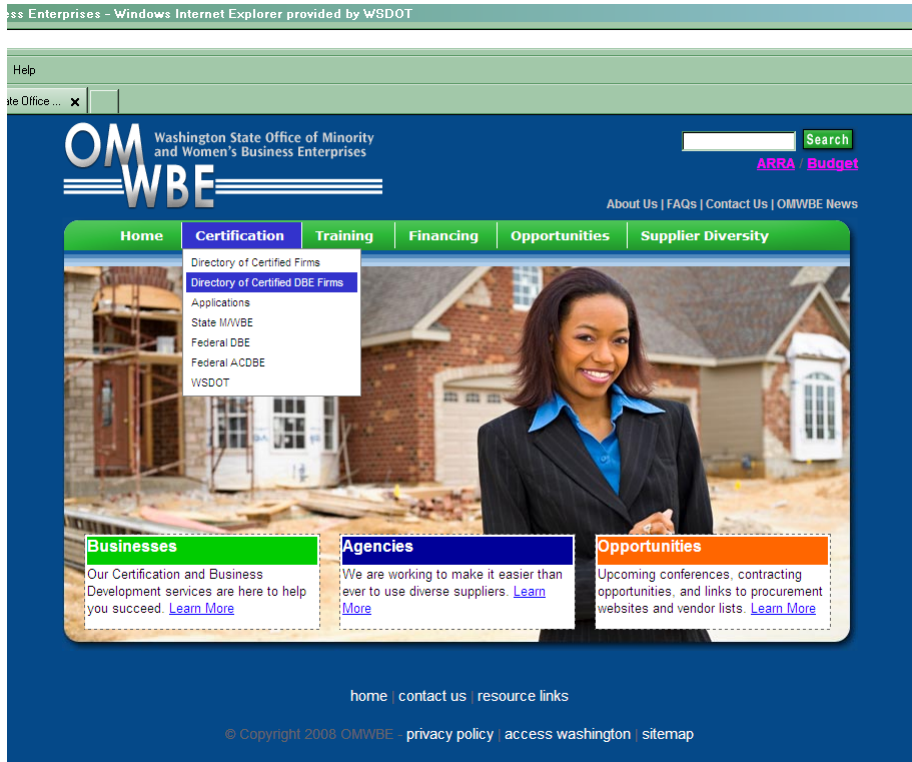 ess Enterprises - Windows Internet Explorer provided by WSDOT
Help
ate Office ...
OMWBE
Washington State Office of Minority
and Women's Business Enterprises
Search
ARRA / Budget
About Us | FAQs | Contact Us | OMWBE News
Home Certification Training Financing Opportunities Supplier Diversity
Directory of Certified Firms
Directory of Certified DBE Firms
Applications
State M/WBE
Federal DBE
Federal ACDBE
WSDOT
Businesses
Our Certification and Business
Development services are here to help
you succeed. Learn More
Agencies
We are working to make it easier than
ever to use diverse suppliers. Learn
More
Opportunities
Upcoming conferences, contracting
opportunities, and links to procurement
websites and vendor lists. Learn More
home | contact us | resource links
© Copyright 2008 OMWBE - privacy policy | access washington | sitemap